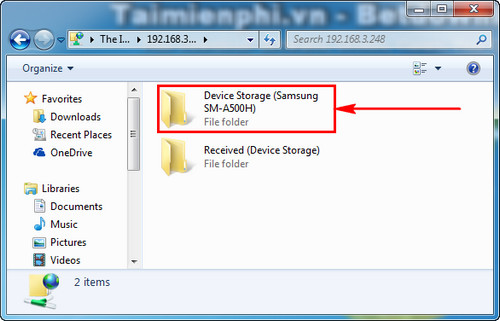 Taimienphi.vn - Be
The I...
192.168.3...
Search 192.168.3.248
Organize
Favorites
Downloads
Recent Places
OneDrive
Libraries
Documents
Music
Pictures
Videos
Device Storage (Samsung
SM-A500H)
File folder
Received (Device Storage)
File folder
2 items